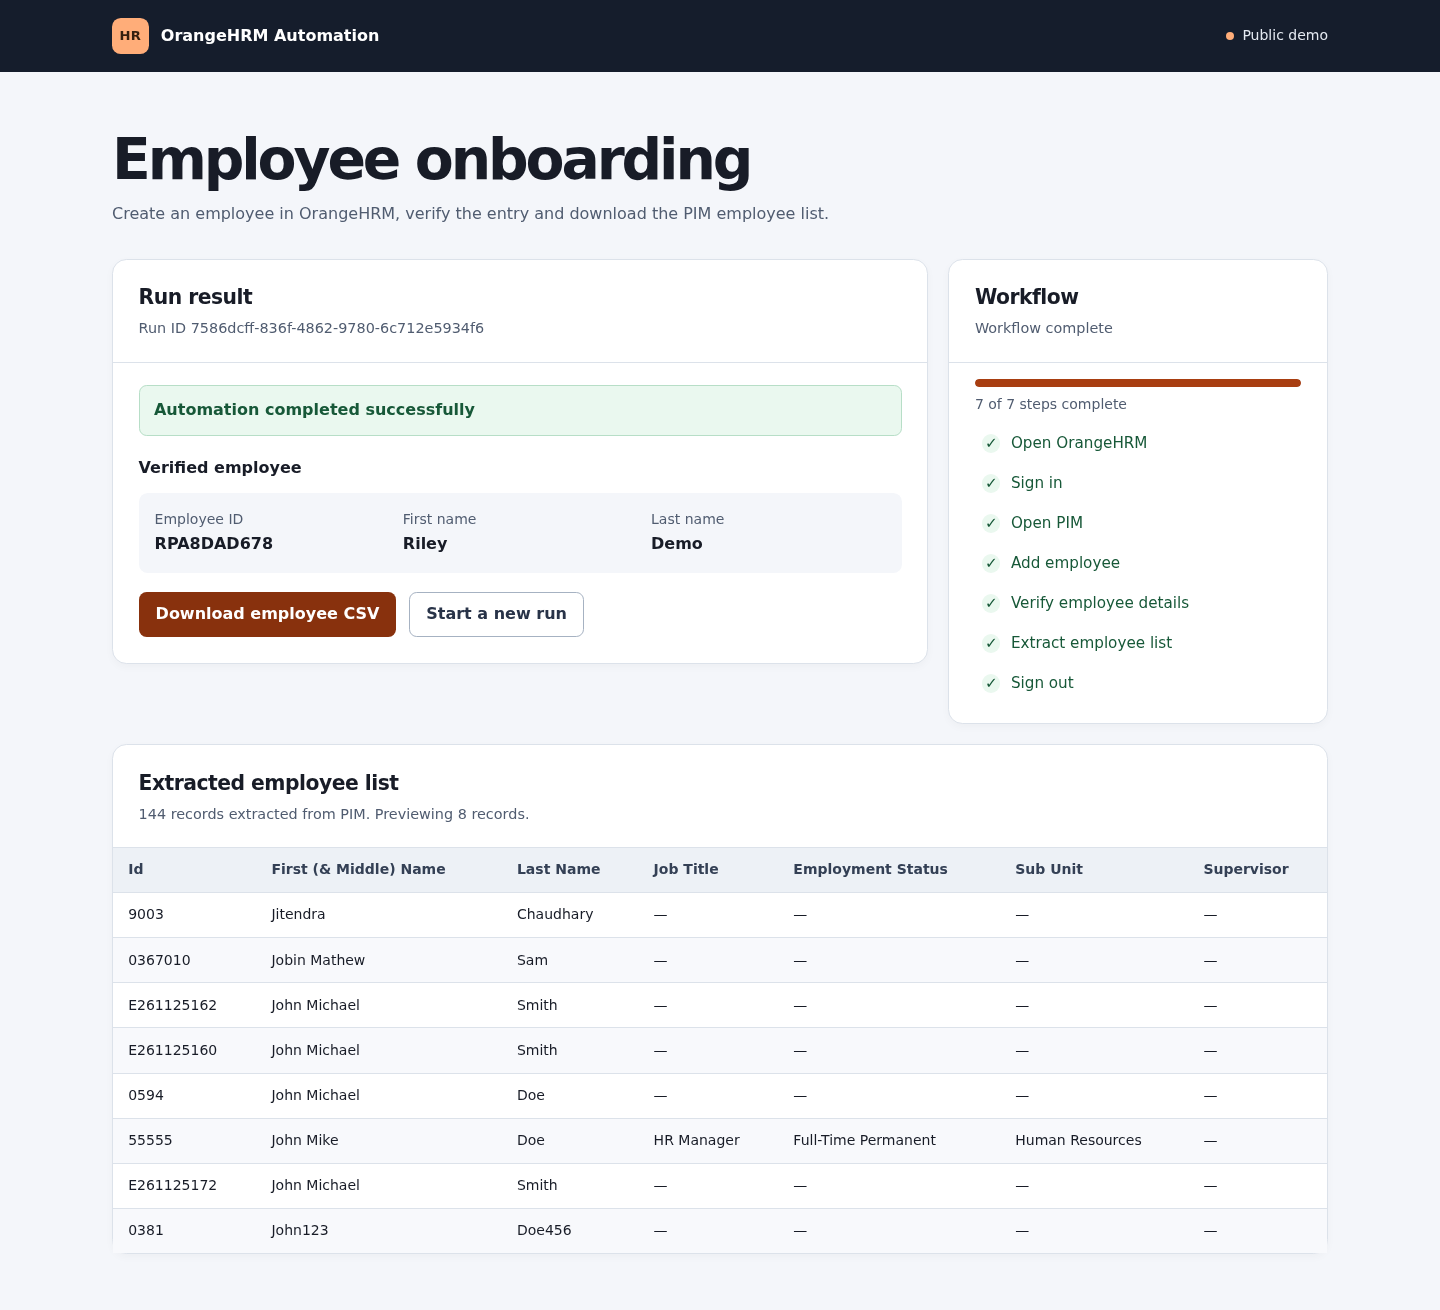 HR OrangeHRM Automation
Public demo
Employee onboarding
Create an employee in OrangeHRM, verify the entry and download the PIM employee list.
Run result
Run ID 7586dcff-836f-4862-9780-6c712e5934f6
Automation completed successfully
Verified employee
Employee ID First name Last name
RPA8DAD678 Riley Demo
Download employee CSV Start a new run
Workflow
Workflow complete
7 of 7 steps complete
✓ Open OrangeHRM
✓ Sign in
✓ Open PIM
✓ Add employee
✓ Verify employee details
✓ Extract employee list
✓ Sign out
Extracted employee list
144 records extracted from PIM. Previewing 8 records.
Id First (& Middle) Name Last Name Job Title Employment Status Sub Unit Supervisor
9003 Jitendra Chaudhary — — — —
0367010 Jobin Mathew Sam — — — —
E261125162 John Michael Smith — — — —
E261125160 John Michael Smith — — — —
0594 John Michael Doe — — — —
55555 John Mike Doe HR Manager Full-Time Permanent Human Resources —
E261125172 John Michael Smith — — — —
0381 John123 Doe456 — — — —